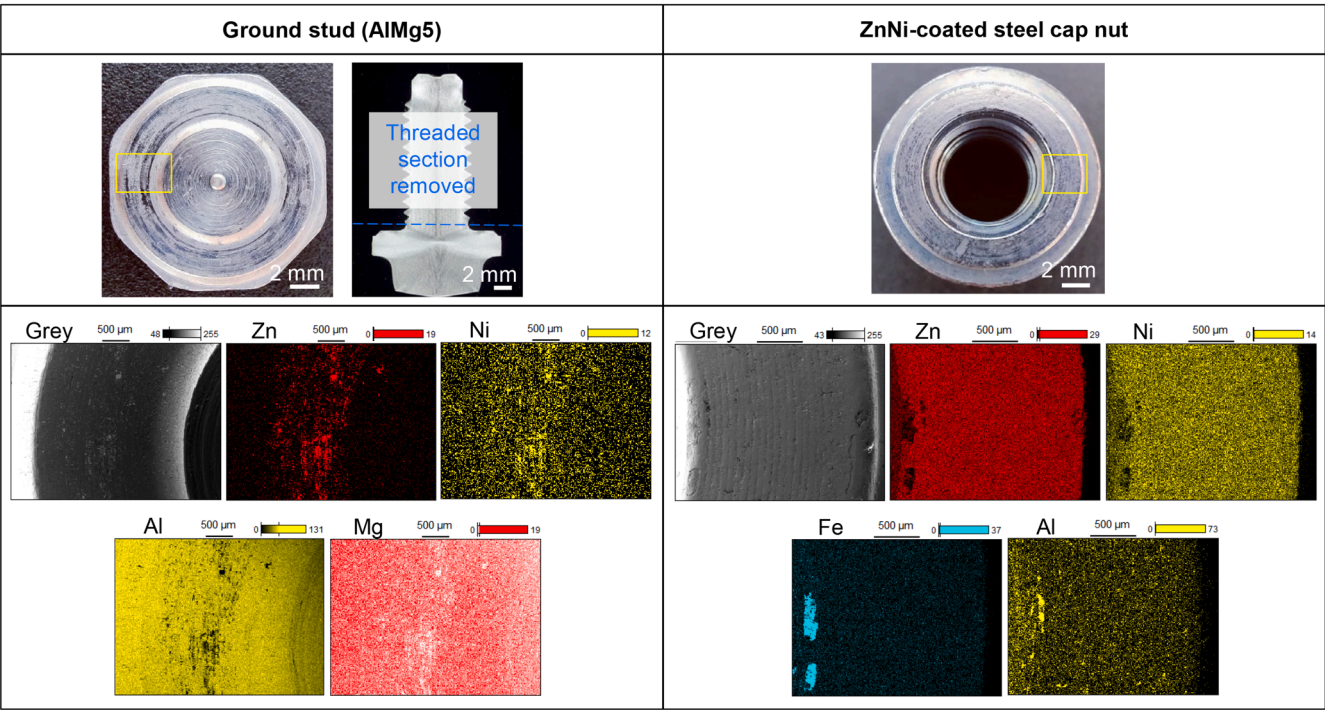 Ground stud (AlMg5)
ZnNi-coated steel cap nut
Threaded
section
removed
2 mm
2 mm
2 mm
Grey 500 µm 48 255
Zn 500 µm 0 19
Ni 500 µm 0 12
Grey 500 µm 43 255
Zn 500 µm 0 29
Ni 500 µm 0 14
Al 500 µm 0 131
Mg 500 µm 0 19
Fe 500 µm 0 37
Al 500 µm 0 73